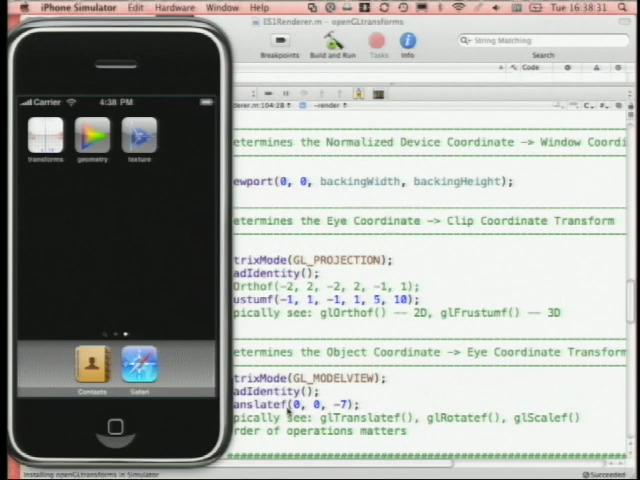 iPhone Simulator Edit Hardware Window Help Tue 16:38:31
ES1Renderer.m – openGLtransforms
Breakpoints Build and Run Tasks Info
String Matching
Search
Code
derer.m:104:28 -render
Carrier 4:38 PM
transforms geometry texture
etermines the Normalized Device Coordinate -> Window Coordi
ewport(0, 0, backingWidth, backingHeight);
etermines the Eye Coordinate -> Clip Coordinate Transform
trixMode(GL_PROJECTION);
adIdentity();
Orthof(-2, 2, -2, 2, -1, 1);
ustumf(-1, 1, -1, 1, 5, 10);
pically see: glOrthof() -- 2D, glFrustumf() -- 3D
etermines the Object Coordinate -> Eye Coordinate Transform
trixMode(GL_MODELVIEW);
adIdentity();
anslatef(0, 0, -7);
pically see: glTranslatef(), glRotatef(), glScalef()
rder of operations matters
Contacts Safari
Installing openGLtransforms in Simulator
Succeeded